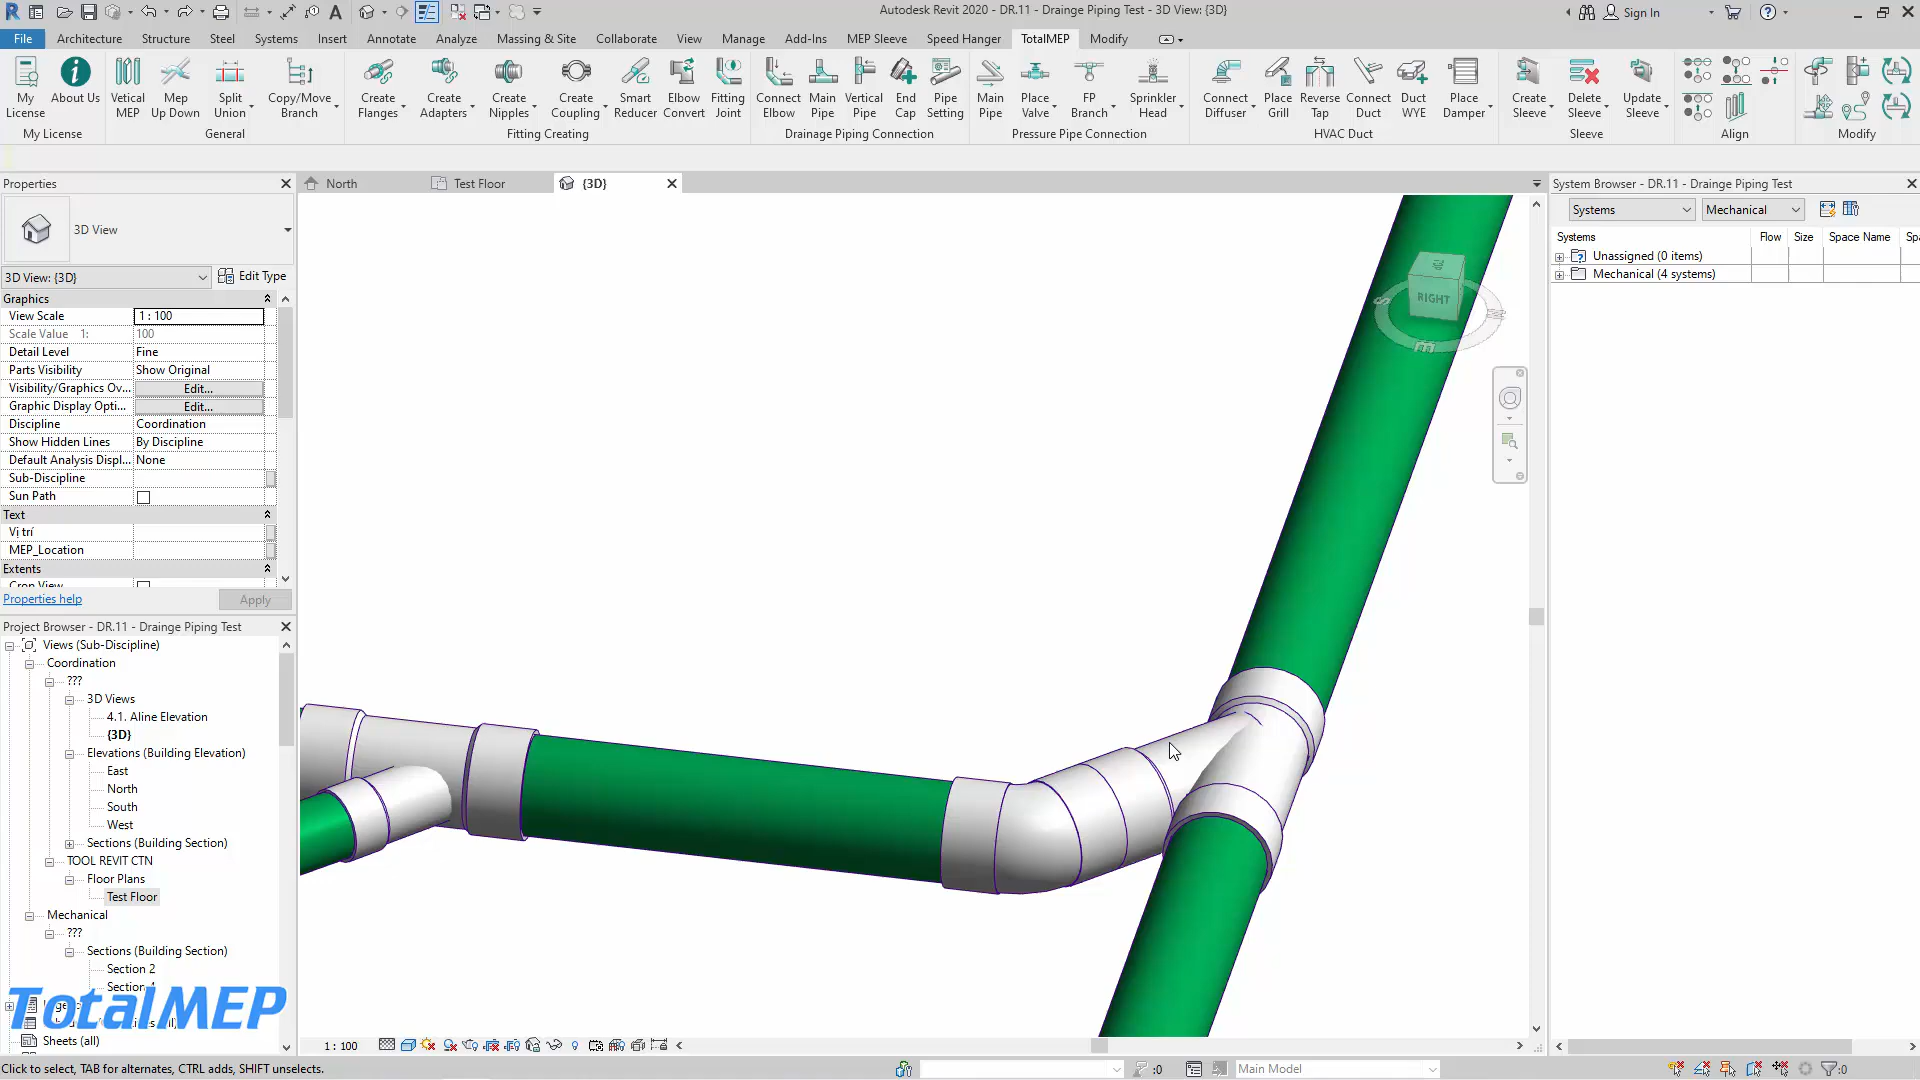 Autodesk Revit 2020 - DR.11 - Drainge Piping Test - 3D View: {3D}
Sign In
File Architecture Structure Steel Systems Insert Annotate Analyze Massing & Site Collaborate View Manage Add-Ins MEP Sleeve Speed Hanger TotalMEP Modify
My License
About Us
Vertical MEP
Mep Up Down
Split Union
Copy/Move Branch
Create Flanges
Create Adapters
Create Nipples
Create Coupling
Smart Reducer
Elbow Convert
Fitting Joint
Connect Elbow
Main Pipe
Vertical Pipe
End Cap
Pipe Setting
Main Pipe
Place Valve
FP Branch
Sprinkler Head
Connect Diffuser
Place Grill
Reverse Tap
Connect Duct
Duct WYE
Place Damper
Create Sleeve
Delete Sleeve
Update Sleeve
My License General Fitting Creating Drainage Piping Connection Pressure Pipe Connection HVAC Duct Sleeve Align Modify
Properties
North Test Floor {3D}
3D View
3D View: {3D} Edit Type
Graphics
View Scale 1 : 100
Scale Value 1: 100
Detail Level Fine
Parts Visibility Show Original
Visibility/Graphics Ov... Edit...
Graphic Display Opti... Edit...
Discipline Coordination
Show Hidden Lines By Discipline
Default Analysis Displ... None
Sub-Discipline
Sun Path
Text
Vị trí
MEP_Location
Extents
Crop View
Properties help Apply
Project Browser - DR.11 - Drainge Piping Test
Views (Sub-Discipline)
Coordination
???
3D Views
4.1. Aline Elevation
{3D}
Elevations (Building Elevation)
East
North
South
West
Sections (Building Section)
TOOL REVIT CTN
Floor Plans
Test Floor
Mechanical
???
Sections (Building Section)
Section 2
Section
TotalMEP
Sheets (all)
TOP
RIGHT
S
E
System Browser - DR.11 - Drainge Piping Test
Systems Mechanical
Systems Flow Size Space Name Spa
Unassigned (0 items)
Mechanical (4 systems)
1 : 100
Click to select, TAB for alternates, CTRL adds, SHIFT unselects.
:0
Main Model
:0